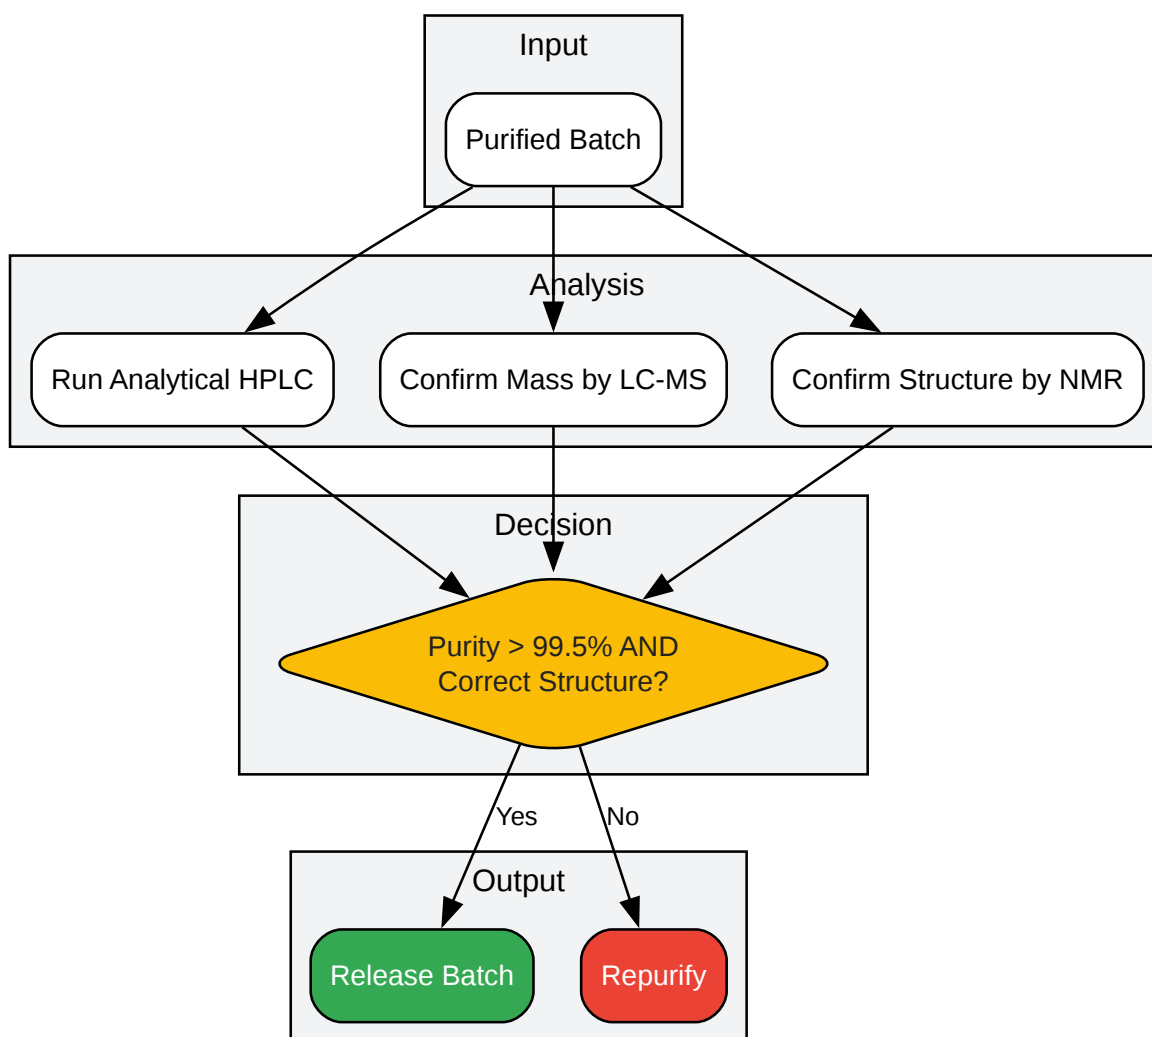 Input
Purified Batch
Analysis
Run Analytical HPLC
Confirm Mass by LC-MS
Confirm Structure by NMR
Decision
Purity > 99.5% AND
Correct Structure?
Yes
No
Output
Release Batch
Repurify